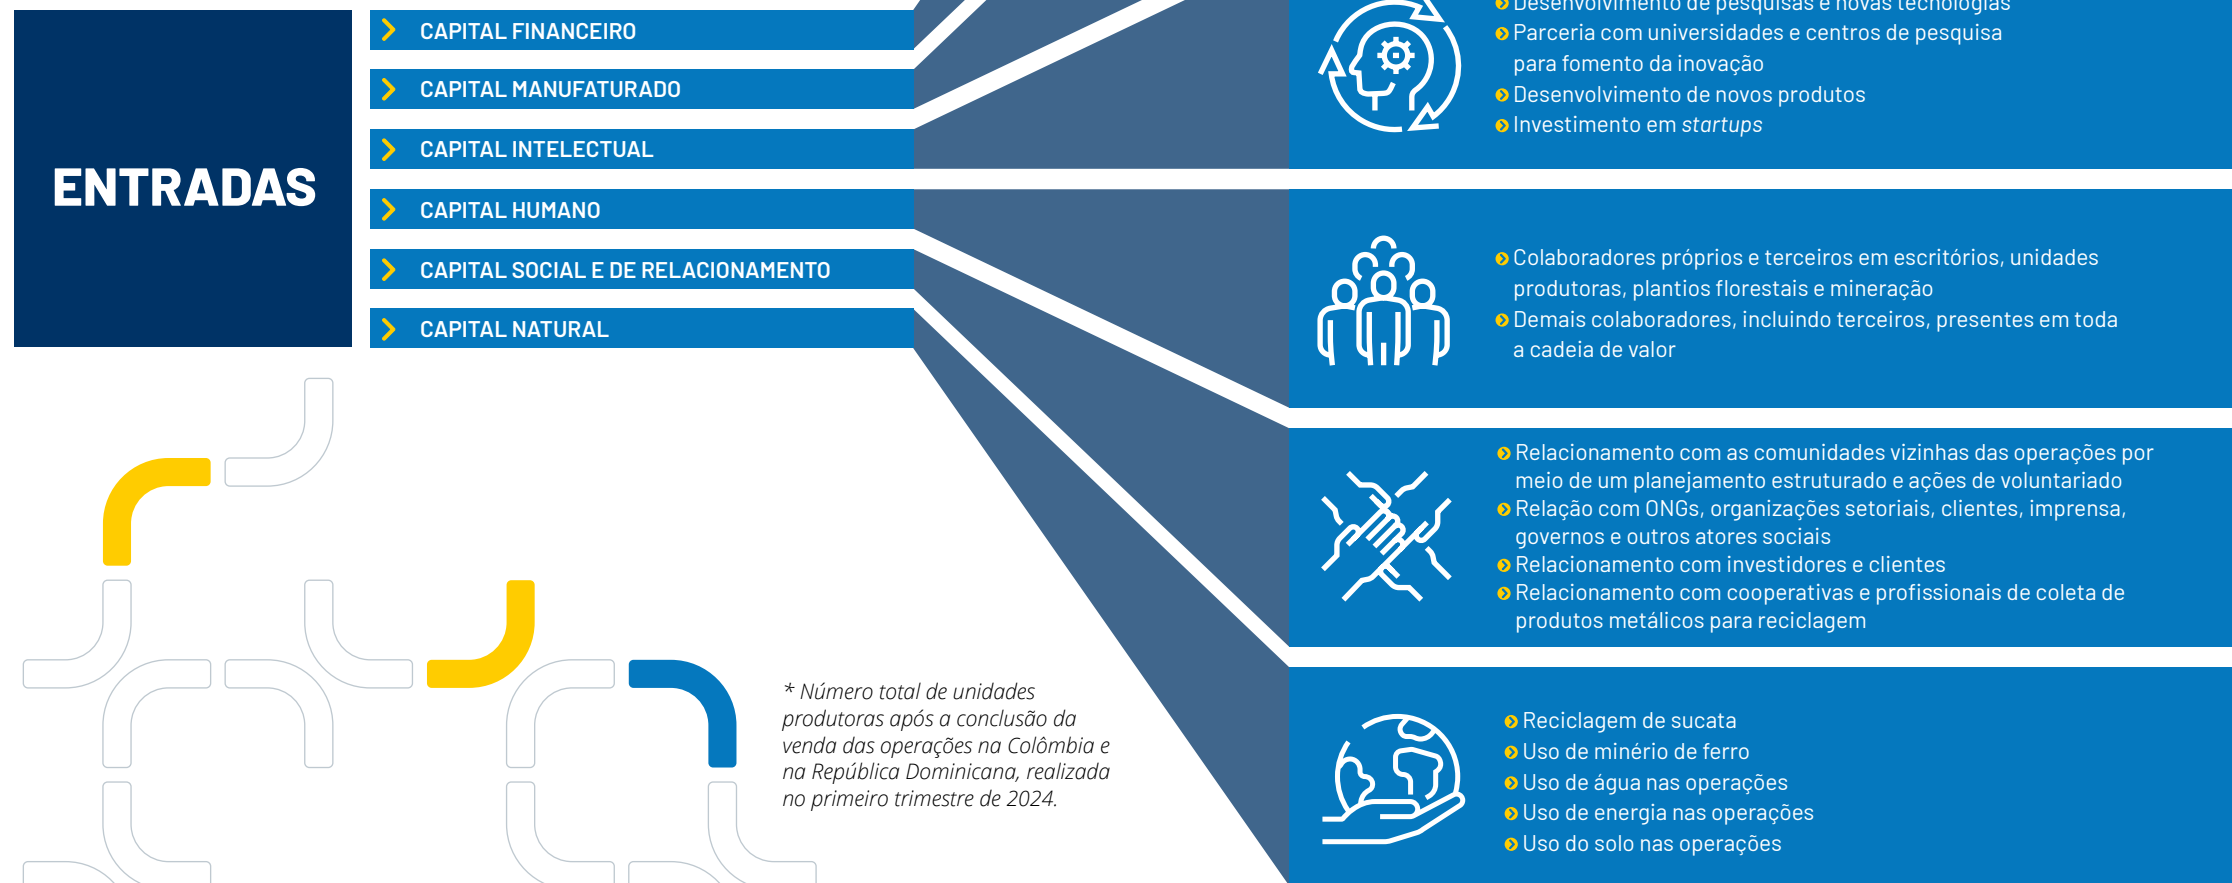 ENTRADAS
CAPITAL FINANCEIRO
CAPITAL MANUFATURADO
CAPITAL INTELECTUAL
CAPITAL HUMANO
CAPITAL SOCIAL E DE RELACIONAMENTO
CAPITAL NATURAL
Desenvolvimento de pesquisas e novas tecnologias
Parceria com universidades e centros de pesquisa
para fomento da inovação
Desenvolvimento de novos produtos
Investimento em startups
Colaboradores próprios e terceiros em escritórios, unidades
produtoras, plantios florestais e mineração
Demais colaboradores, incluindo terceiros, presentes em toda
a cadeia de valor
Relacionamento com as comunidades vizinhas das operações por
meio de um planejamento estruturado e ações de voluntariado
Relação com ONGs, organizações setoriais, clientes, imprensa,
governos e outros atores sociais
Relacionamento com investidores e clientes
Relacionamento com cooperativas e profissionais de coleta de
produtos metálicos para reciclagem
Reciclagem de sucata
Uso de minério de ferro
Uso de água nas operações
Uso de energia nas operações
Uso do solo nas operações
* Número total de unidades
produtoras após a conclusão da
venda das operações na Colômbia e
na República Dominicana, realizada
no primeiro trimestre de 2024.